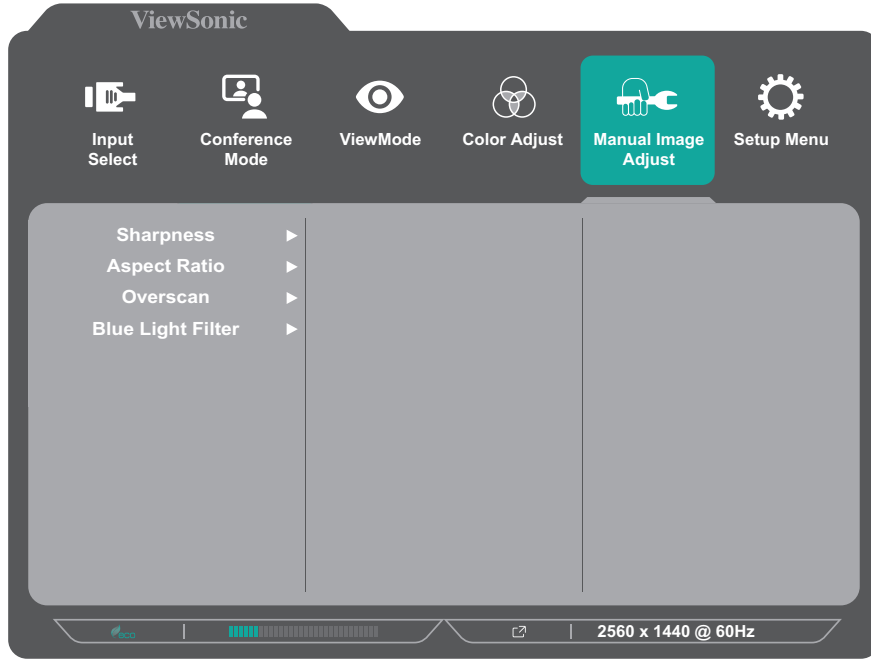 ViewSonic
Input
Select
Conference
Mode
ViewMode
Color Adjust
Manual Image
Adjust
Setup Menu
Sharpness
Aspect Ratio
Overscan
Blue Light Filter
ECO
2560 x 1440 @ 60Hz